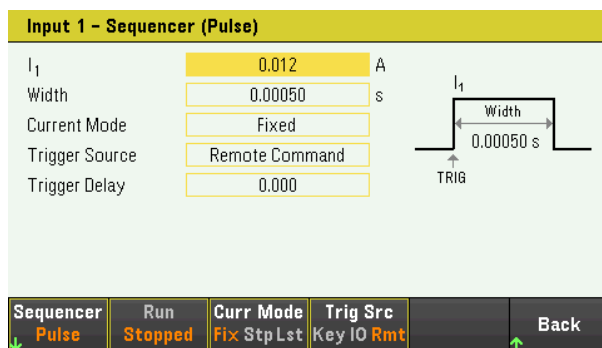 Input 1 – Sequencer (Pulse)
I1 0.012 A
Width 0.00050 s
Current Mode Fixed
Trigger Source Remote Command
Trigger Delay 0.000
I1
Width
0.00050 s
TRIG
Sequencer Run Curr Mode Trig Src
Pulse Stopped Fix Stp Lst Key IO Rmt Back